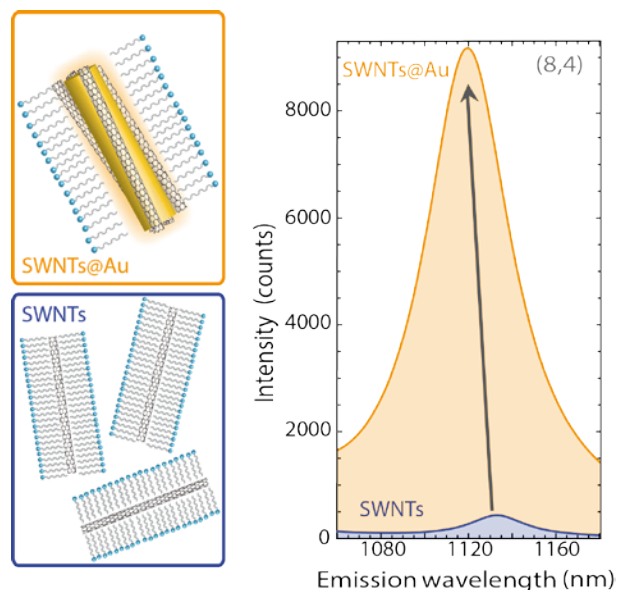 SWNTs@Au
SWNTs
SWNTs@Au
(8,4)
8000
6000
4000
2000
0
Intensity (counts)
SWNTs
1080
1120
1160
Emission wavelength (nm)